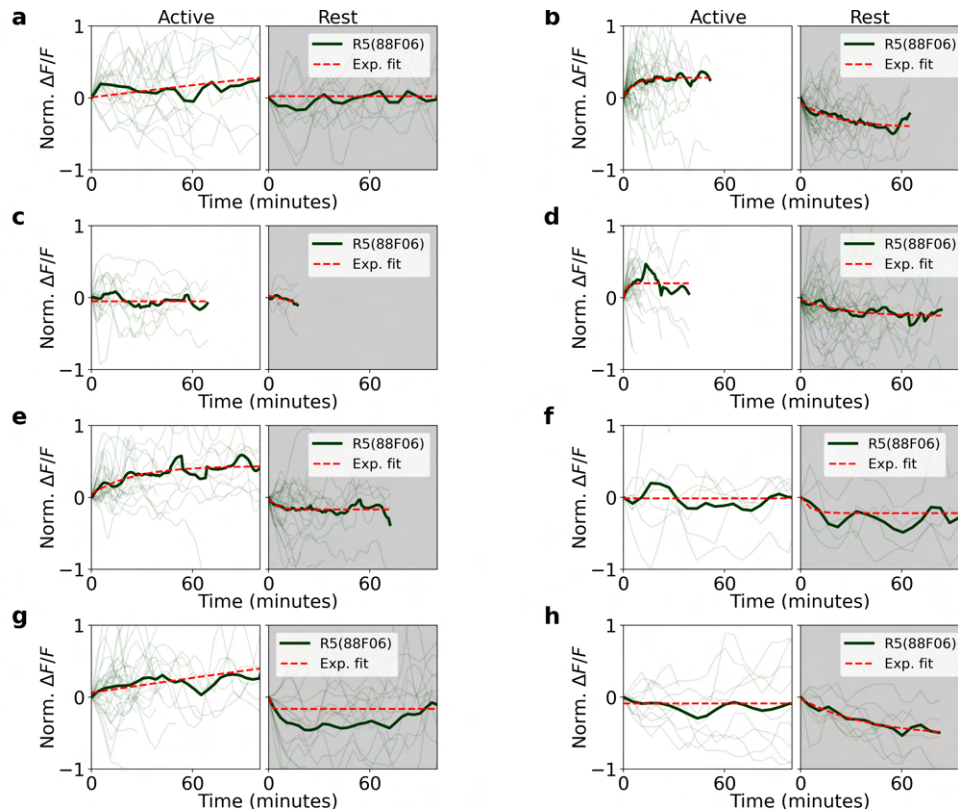 a Active Rest b Active Rest
1 R5(88F06) 1 R5(88F06)
Exp. fit Exp. fit
Norm. ΔF/F 0 Norm. ΔF/F 0
−1 −1
0 60 0 60 0 60 0 60
Time (minutes) Time (minutes)
c d
1 R5(88F06) 1 R5(88F06)
Exp. fit Exp. fit
Norm. ΔF/F 0 Norm. ΔF/F 0
−1 −1
0 60 0 60 0 60 0 60
Time (minutes) Time (minutes)
e f
1 R5(88F06) 1 R5(88F06)
Exp. fit Exp. fit
Norm. ΔF/F 0 Norm. ΔF/F 0
−1 −1
0 60 0 60 0 60 0 60
Time (minutes) Time (minutes)
g h
1 R5(88F06) 1 R5(88F06)
Exp. fit Exp. fit
Norm. ΔF/F 0 Norm. ΔF/F 0
−1 −1
0 60 0 60 0 60 0 60
Time (minutes) Time (minutes)